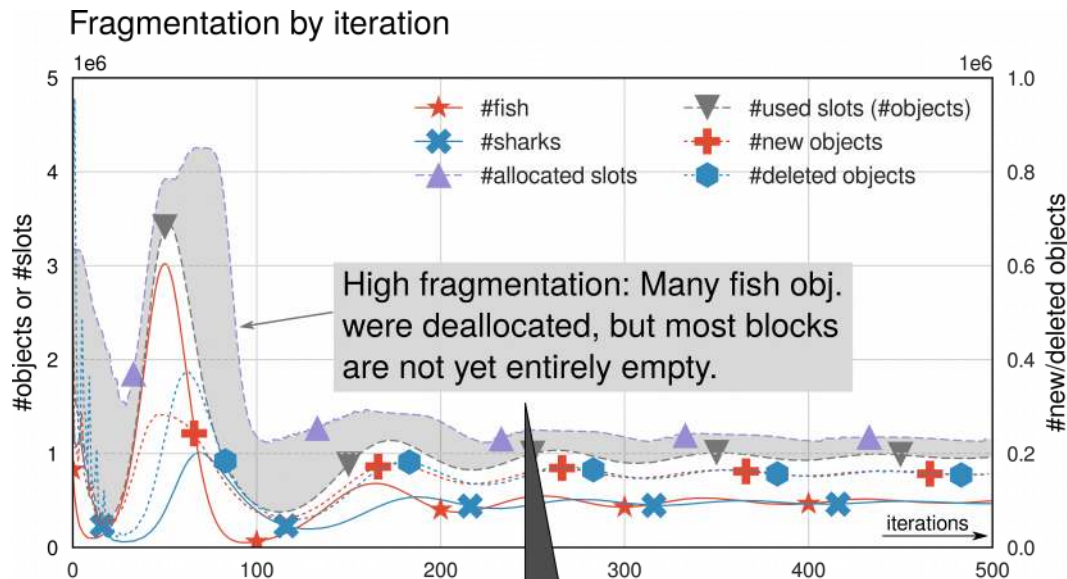 Fragmentation by iteration
1e6
1e6
5
4
3
2
1
0
#objects or #slots
#fish
#sharks
#allocated slots
#used slots (#objects)
#new objects
#deleted objects
High fragmentation: Many fish obj.
were deallocated, but most blocks
are not yet entirely empty.
1.0
0.8
0.6
0.4
0.2
0.0
#new/deleted objects
iterations
0
100
200
300
400
500